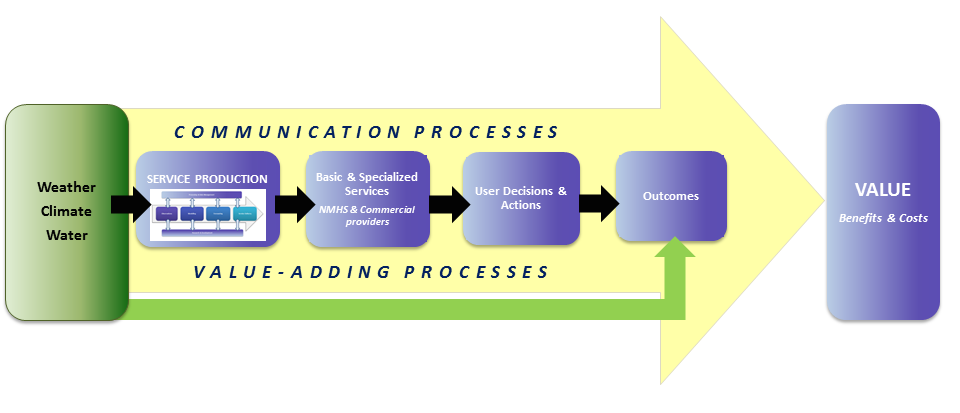 COMMUNICATION PROCESSES
Weather
Climate
Water
SERVICE PRODUCTION
Basic & Specialized
Services
NMHS & Commercial
providers
User Decisions &
Actions
Outcomes
VALUE
Benefits & Costs
VALUE-ADDING PROCESSES